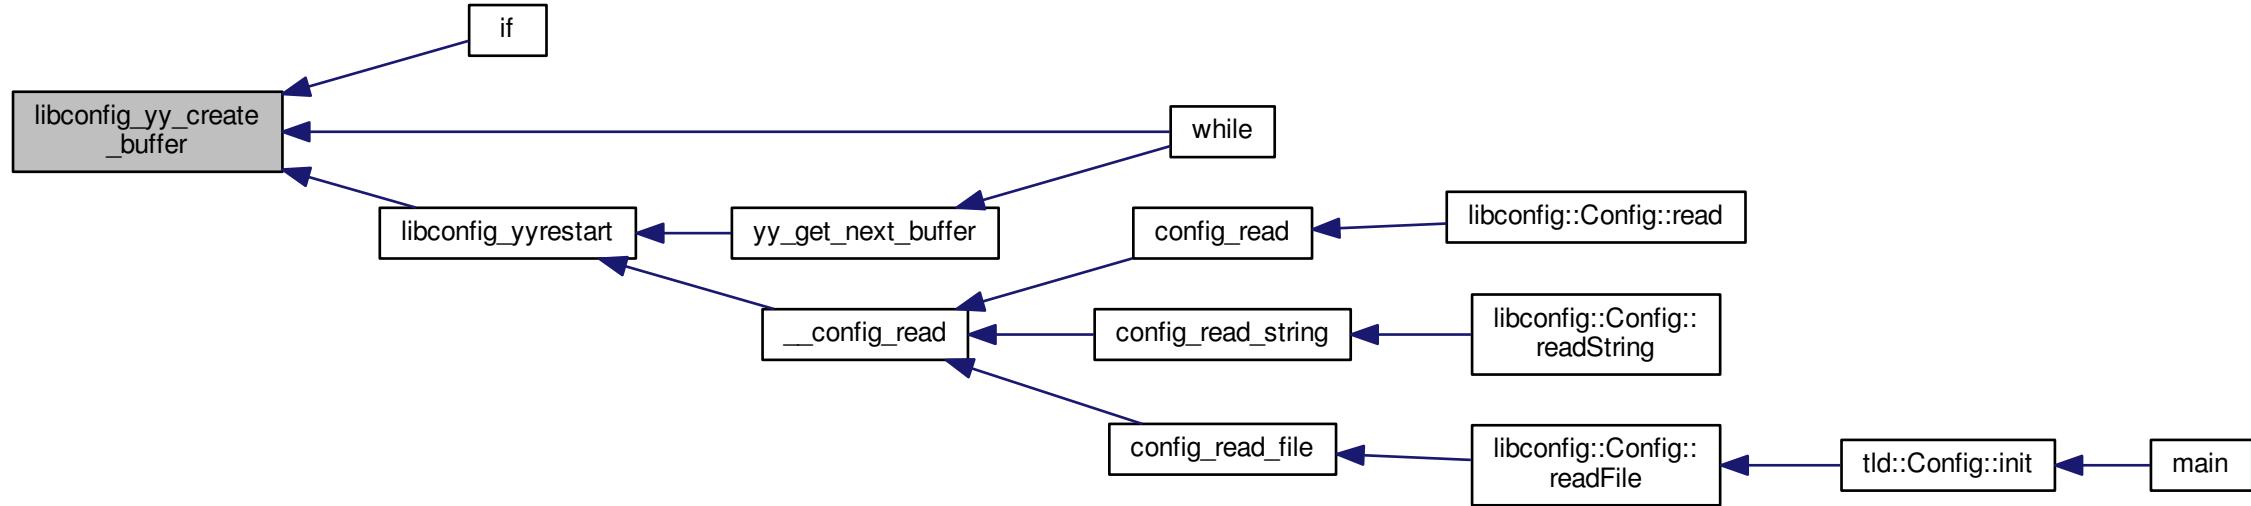 if
libconfig_yy_create
_buffer
while
libconfig_yyrestart
yy_get_next_buffer
config_read
libconfig::Config::read
__config_read
config_read_string
libconfig::Config::
readString
config_read_file
libconfig::Config::
readFile
tld::Config::init
main